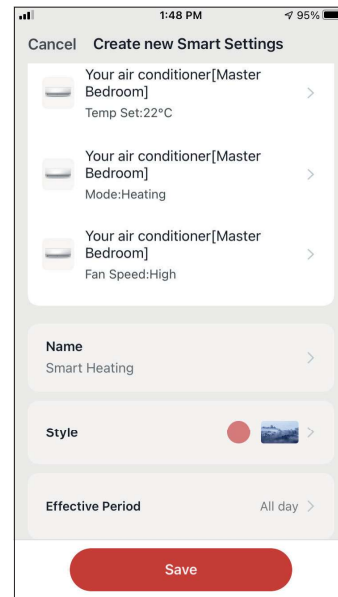 1:48 PM
95%
Cancel Create new Smart Settings
Your air conditioner[Master
Bedroom]
Temp Set:22°C
Your air conditioner[Master
Bedroom]
Mode:Heating
Your air conditioner[Master
Bedroom]
Fan Speed:High
Name
Smart Heating
Style
Effective Period All day
Save